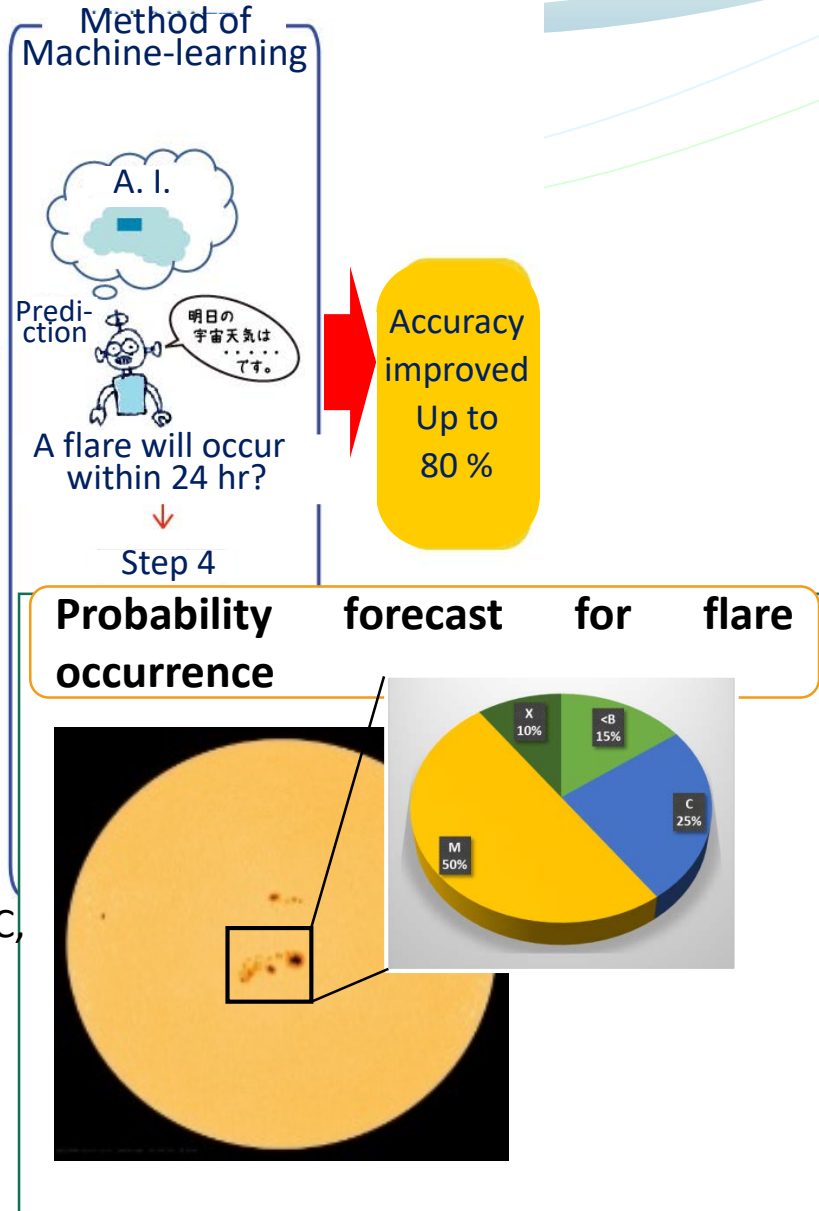 Method of
Machine-learning
A. I.
Predi-
ction
明日の
宇宙天気は
・・・・・
です。
A flare will occur
within 24 hr?
Step 4
Accuracy
improved
Up to
80 %
Probability forecast for flare
occurrence
X
10%
<B
15%
C
25%
M
50%
C,